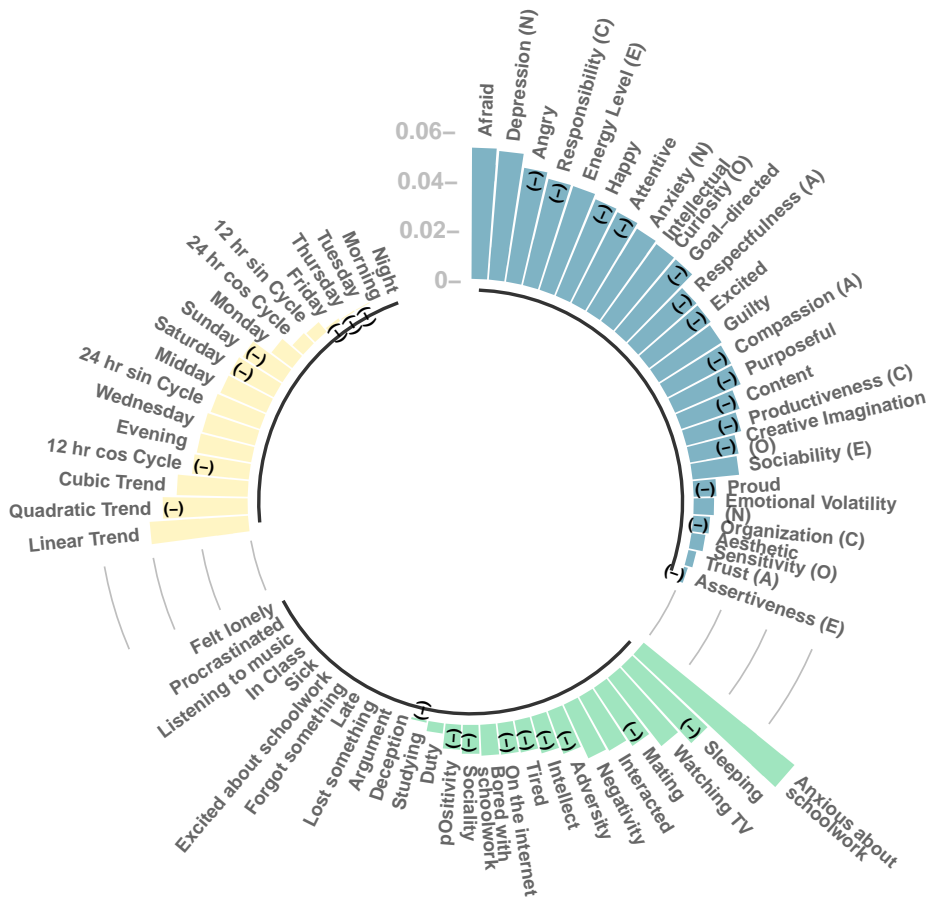 0.06–
0.04–
0.02–
0–
Afraid
Depression (N)
Angry
(–)
Responsibility (C)
(–)
Energy Level (E)
Happy
(–)
Attentive
(–)
Anxiety (N)
Intellectual
Curiosity (O)
Goal–directed
(–)
Respectfulness (A)
(–)
Excited
(–)
Guilty
Compassion (A)
(–)
Purposeful
(–)
Content
(–)
Productiveness (C)
(–)
Creative Imagination
(O)
(–)
Sociability (E)
Proud
(–)
Emotional Volatility
(N)
Organization (C)
(–)
Aesthetic
Sensitivity (O)
Trust (A)
Assertiveness (E)
(–)
Anxious about
schoolwork
Sleeping
(–)
Watching TV
Mating
(–)
Interacted
Negativity
Adversity
(–)
Intellect
(–)
Tired
(–)
On the internet
(–)
Bored with
schoolwork
Sociality
(–)
pOsitivity
(–)
Duty
Studying
(–)
Deception
Argument
Lost something
Late
Forgot something
Excited about schoolwork
Sick
In Class
Listening to music
Procrastinated
Felt lonely
Linear Trend
Quadratic Trend
(–)
Cubic Trend
12 hr cos Cycle
(–)
Evening
Wednesday
24 hr sin Cycle
Midday
Saturday
(–)
Sunday
(–)
Monday
24 hr cos Cycle
12 hr sin Cycle
Friday
Thursday
(–)
Tuesday
(–)
Morning
(–)
Night